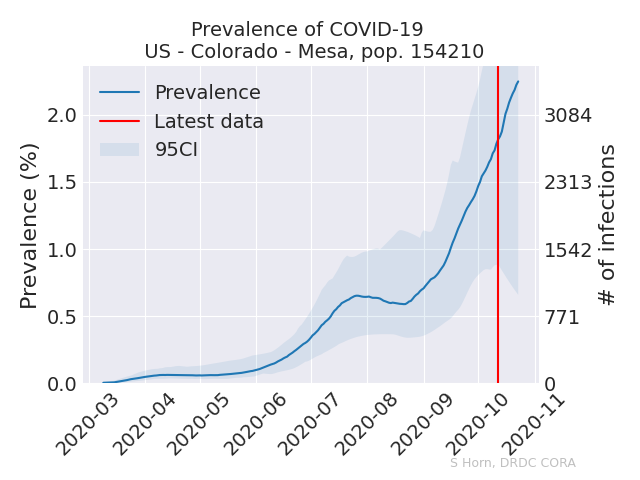 Prevalence of COVID-19
US - Colorado - Mesa, pop. 154210
Prevalence
Latest data
95CI
Prevalence (%)
2.0
1.5
1.0
0.5
0.0
3084
2313
1542
771
0
# of infections
2020-03
2020-04
2020-05
2020-06
2020-07
2020-08
2020-09
2020-10
2020-11
S Horn, DRDC CORA